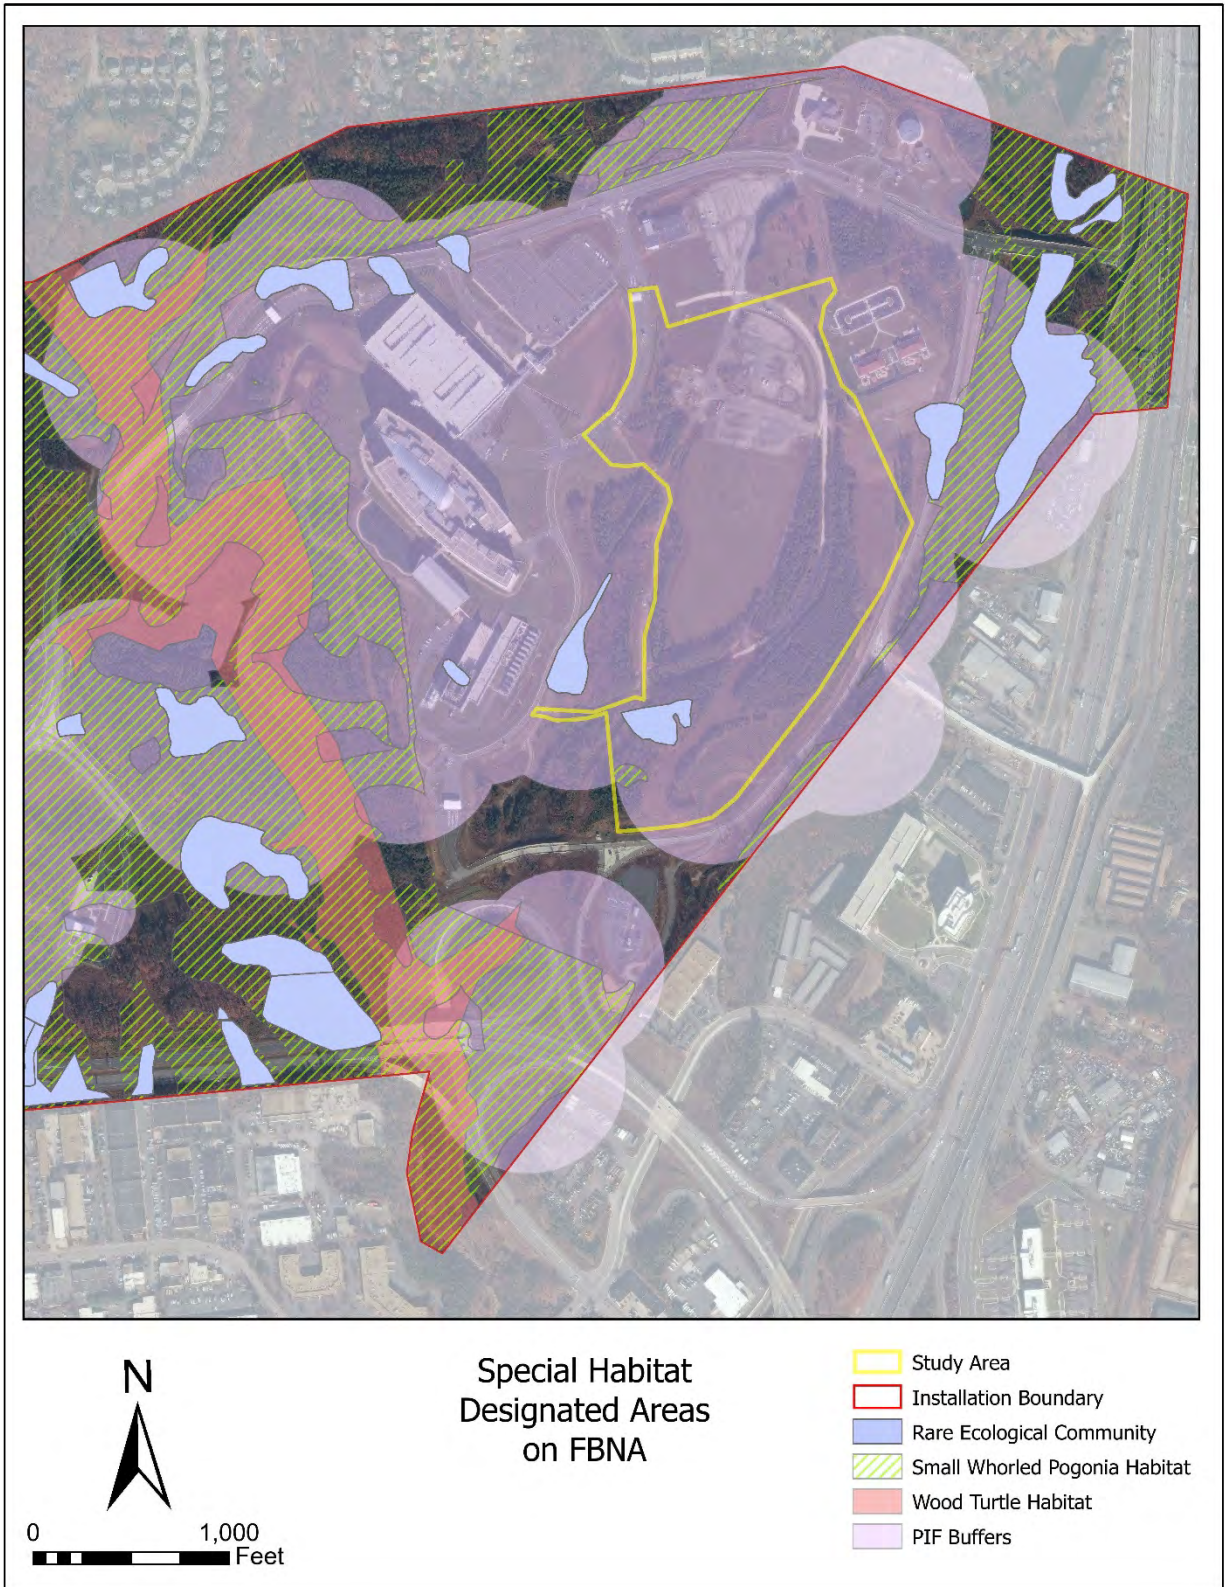 N
0 1,000
Feet
Special Habitat
Designated Areas
on FBNA
Study Area
Installation Boundary
Rare Ecological Community
Small Whorled Pogonia Habitat
Wood Turtle Habitat
PIF Buffers